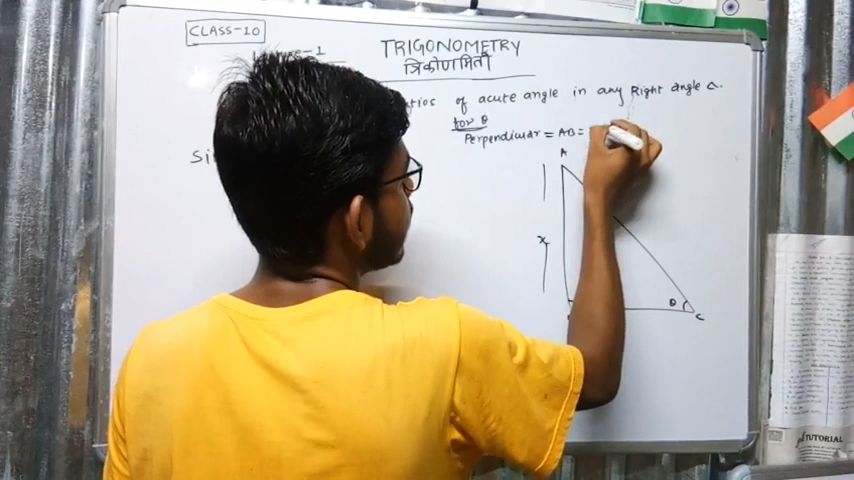 CLASS-10
TRIGONOMETRY
त्रिकोणमिती
of acute angle in any Right angle △.
for θ
Perpendicular = AB =
A
x
θ
C
TUTORIAL